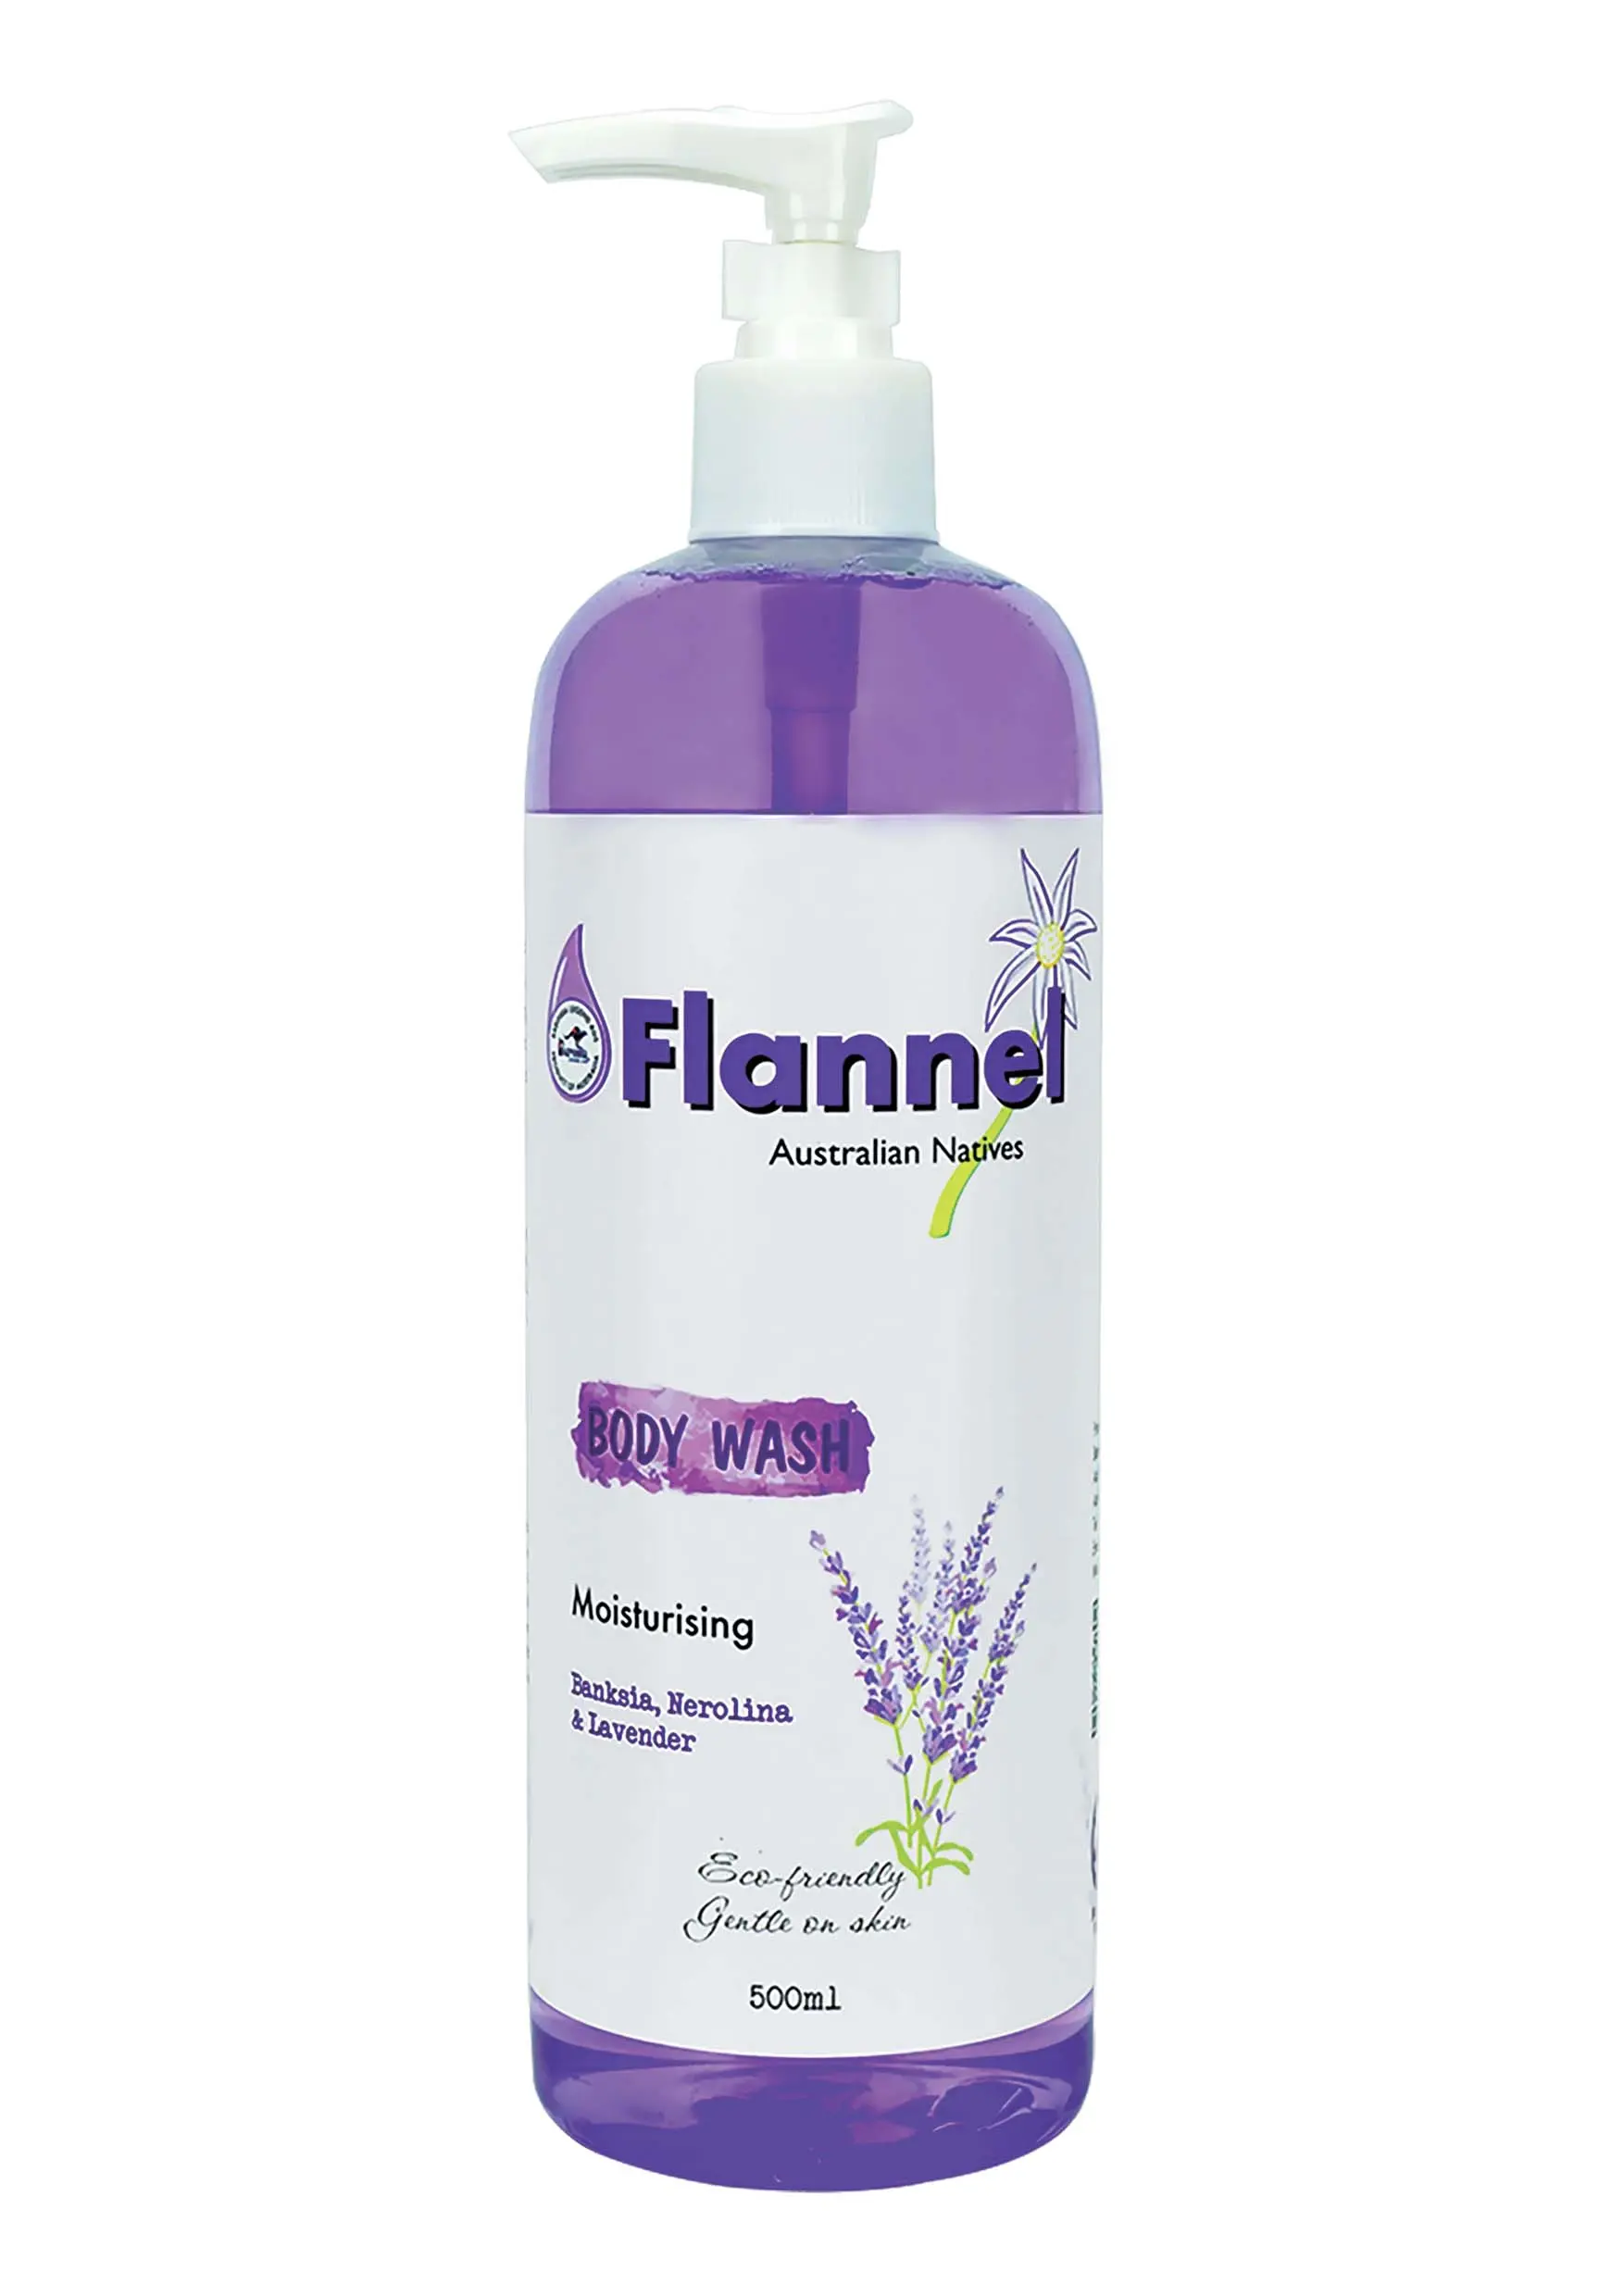 Flannel
Australian Natives
BODY WASH
Moisturising
Banksia, Nerolina
& Lavender
Eco-friendly
Gentle on skin
500ml